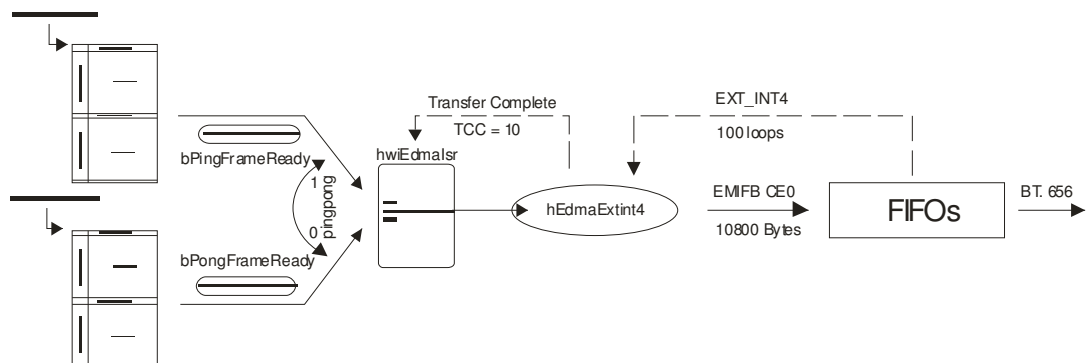 Transfer Complete
TCC = 10
EXT_INT4
100 loops
hwiEdmaIsr
bPingFrameReady
1
pingpong
0
bPongFrameReady
hEdmaExtint4
EMIFB CE0
10800 Bytes
FIFOs
BT. 656